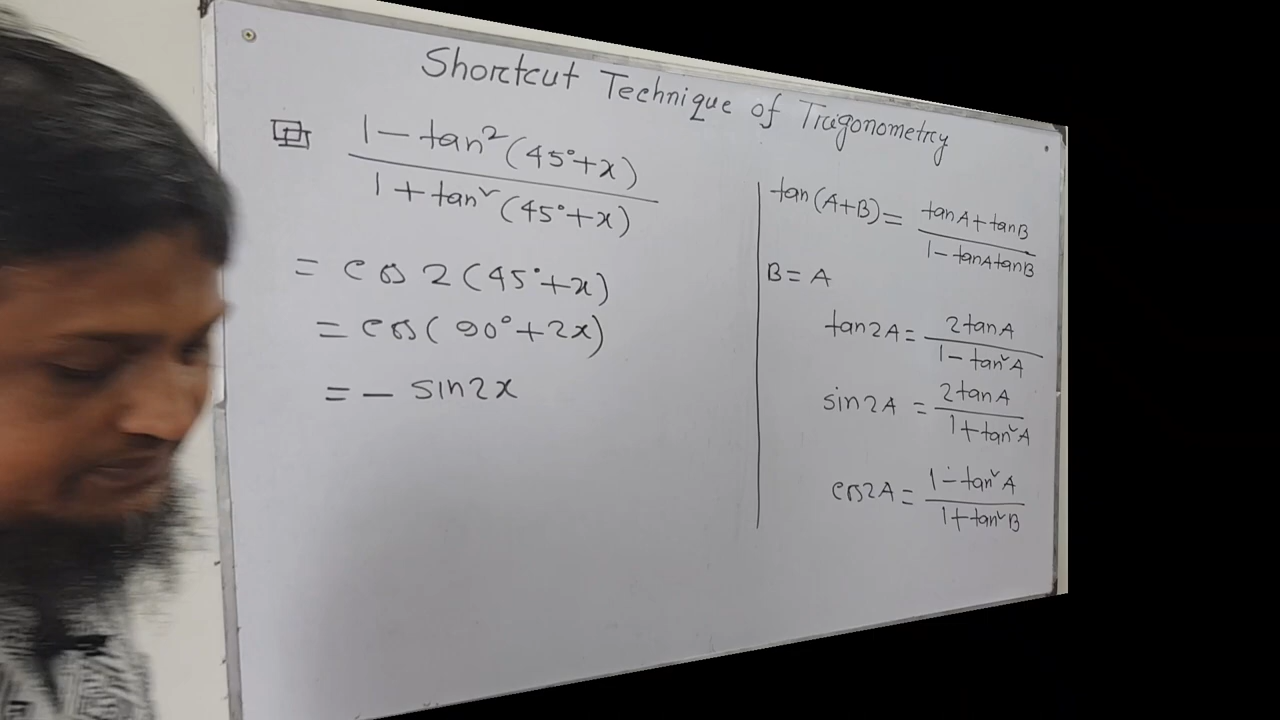 Shortcut Technique of Trigonometry
1 - tan² (45°+x)
1 + tan² (45°+x)
= cos 2(45°+x)
= cos(90°+2x)
= - sin2x
tan(A+B) = tanA + tanB
1 - tanA tanB
B = A
tan2A = 2tanA
1 - tan²A
sin2A = 2tanA
1 + tan²A
cos2A = 1 - tan²A
1 + tan²B